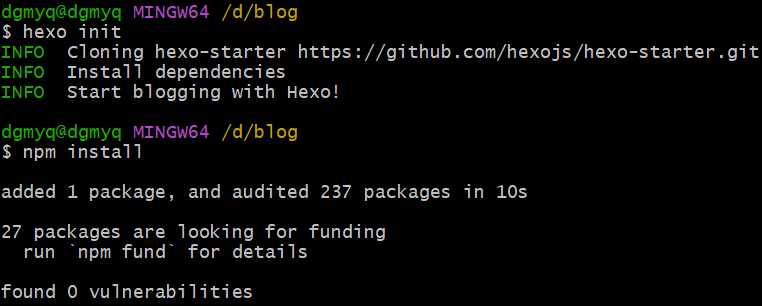 dgmyq@dgmyq MINGW64 /d/blog
$ hexo init
INFO  Cloning hexo-starter https://github.com/hexojs/hexo-starter.git
INFO  Install dependencies
INFO  Start blogging with Hexo!
dgmyq@dgmyq MINGW64 /d/blog
$ npm install
added 1 package, and audited 237 packages in 10s
27 packages are looking for funding
  run `npm fund` for details
found 0 vulnerabilities